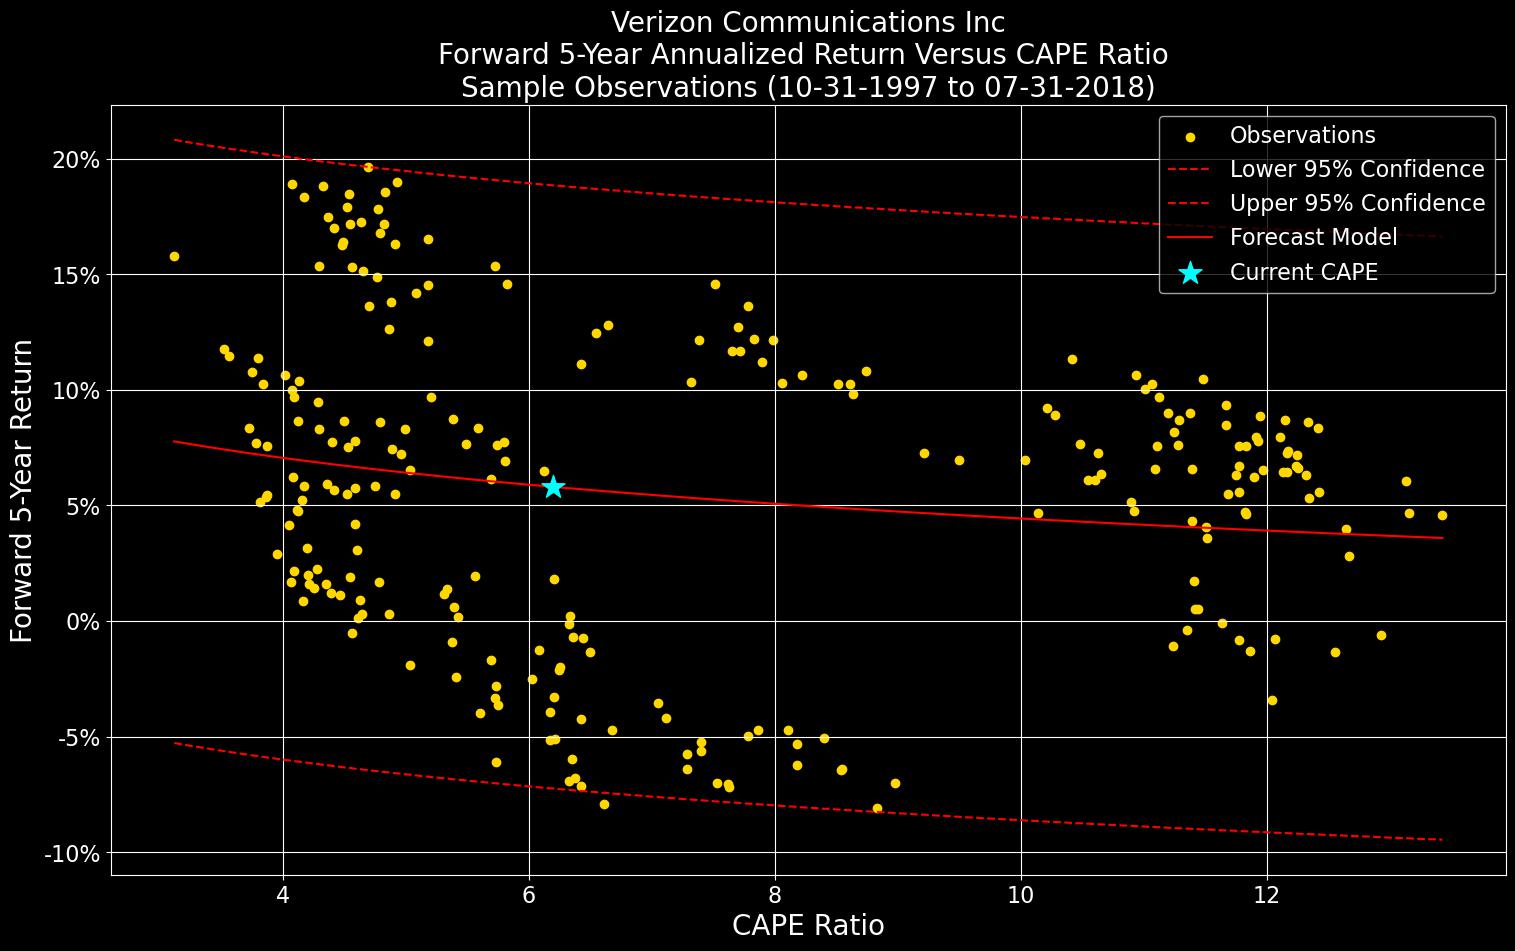 Verizon Communications Inc
Forward 5-Year Annualized Return Versus CAPE Ratio
Sample Observations (10-31-1997 to 07-31-2018)
Observations
Lower 95% Confidence
Upper 95% Confidence
Forecast Model
Current CAPE
Forward 5-Year Return
20%
15%
10%
5%
0%
-5%
-10%
4 6 8 10 12
CAPE Ratio